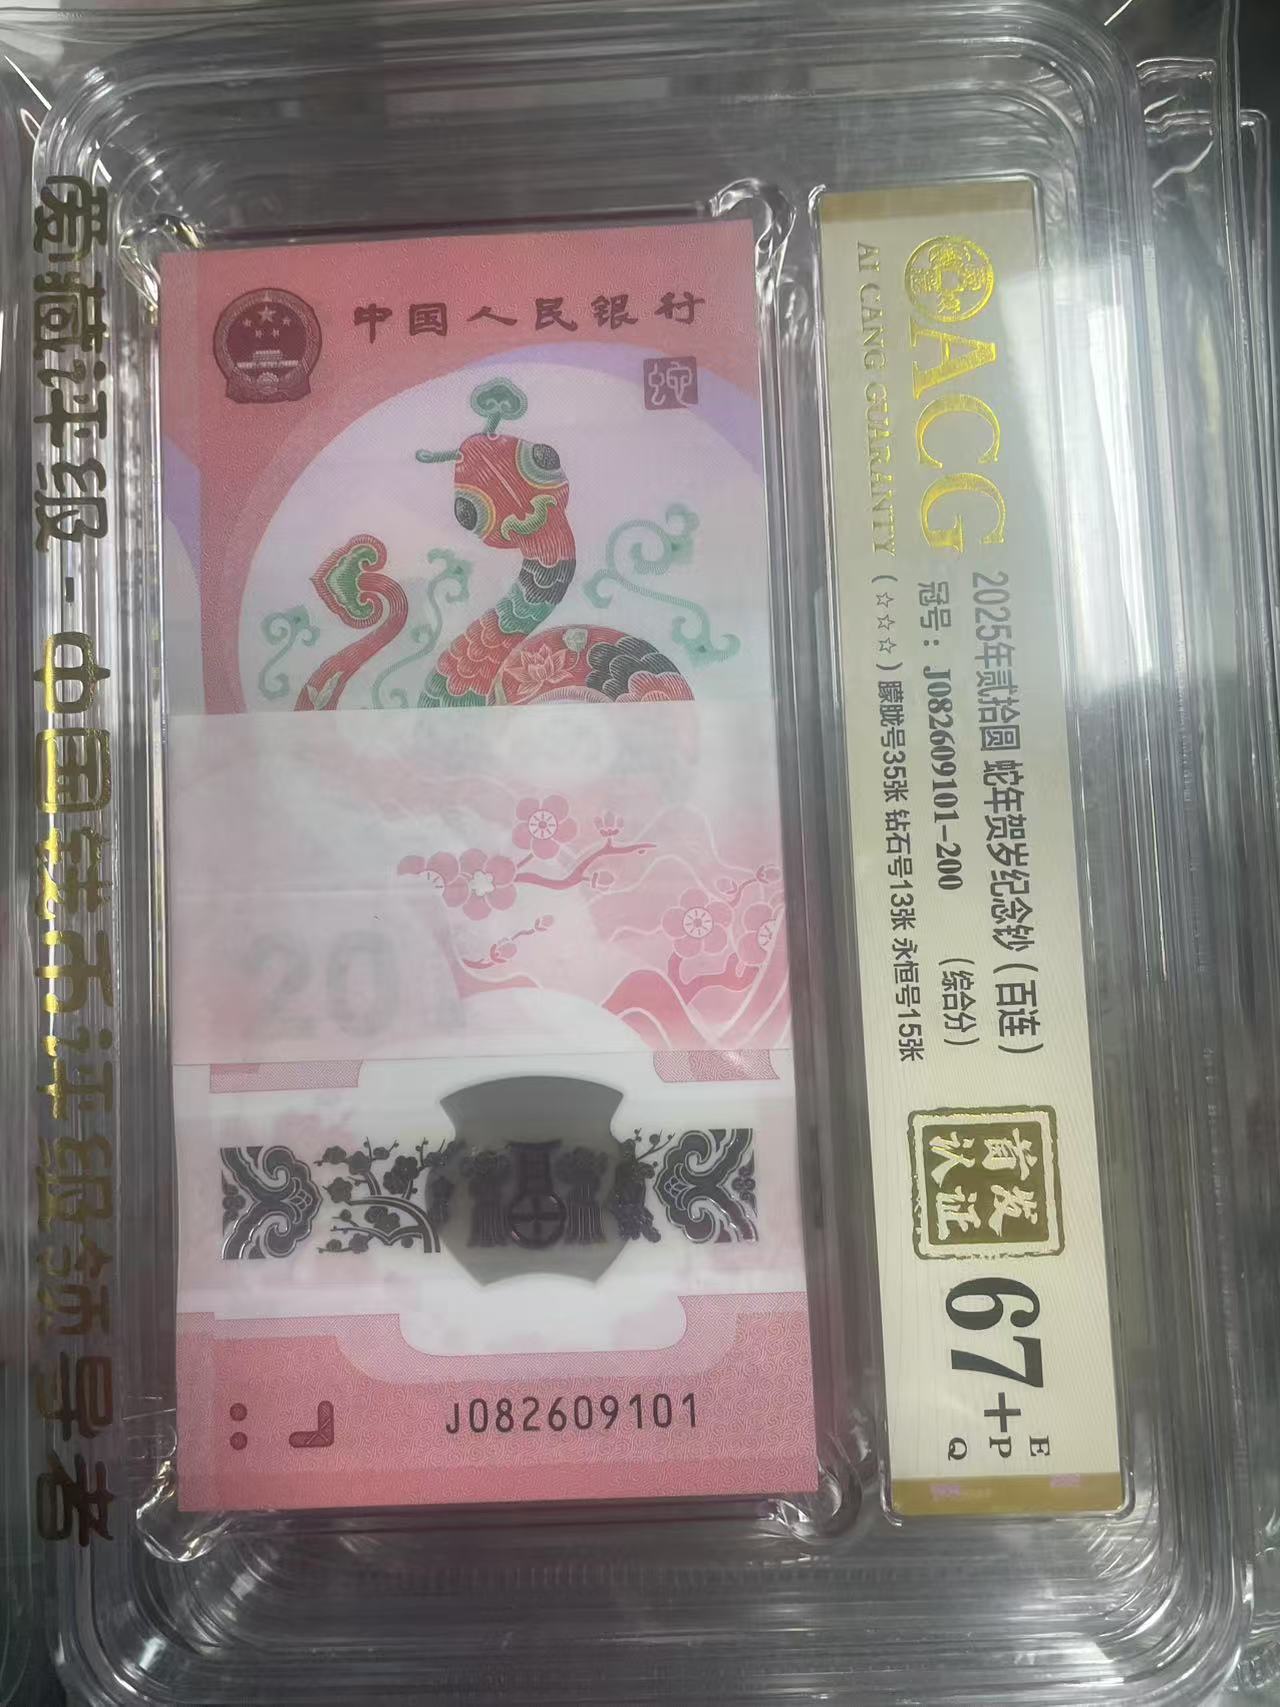 爱藏评级-中国钱币评级领导者
中国人民银行
蛇
20
J082609101
ACG
AI CANG GUARANTY
2025年贰拾圆 蛇年贺岁纪念钞（百连）
冠号：J082609101-200 （综合分）
（☆☆☆）朦胧号35张 钻石号13张 永恒号15张
首发
认证
67+
E
P
Q